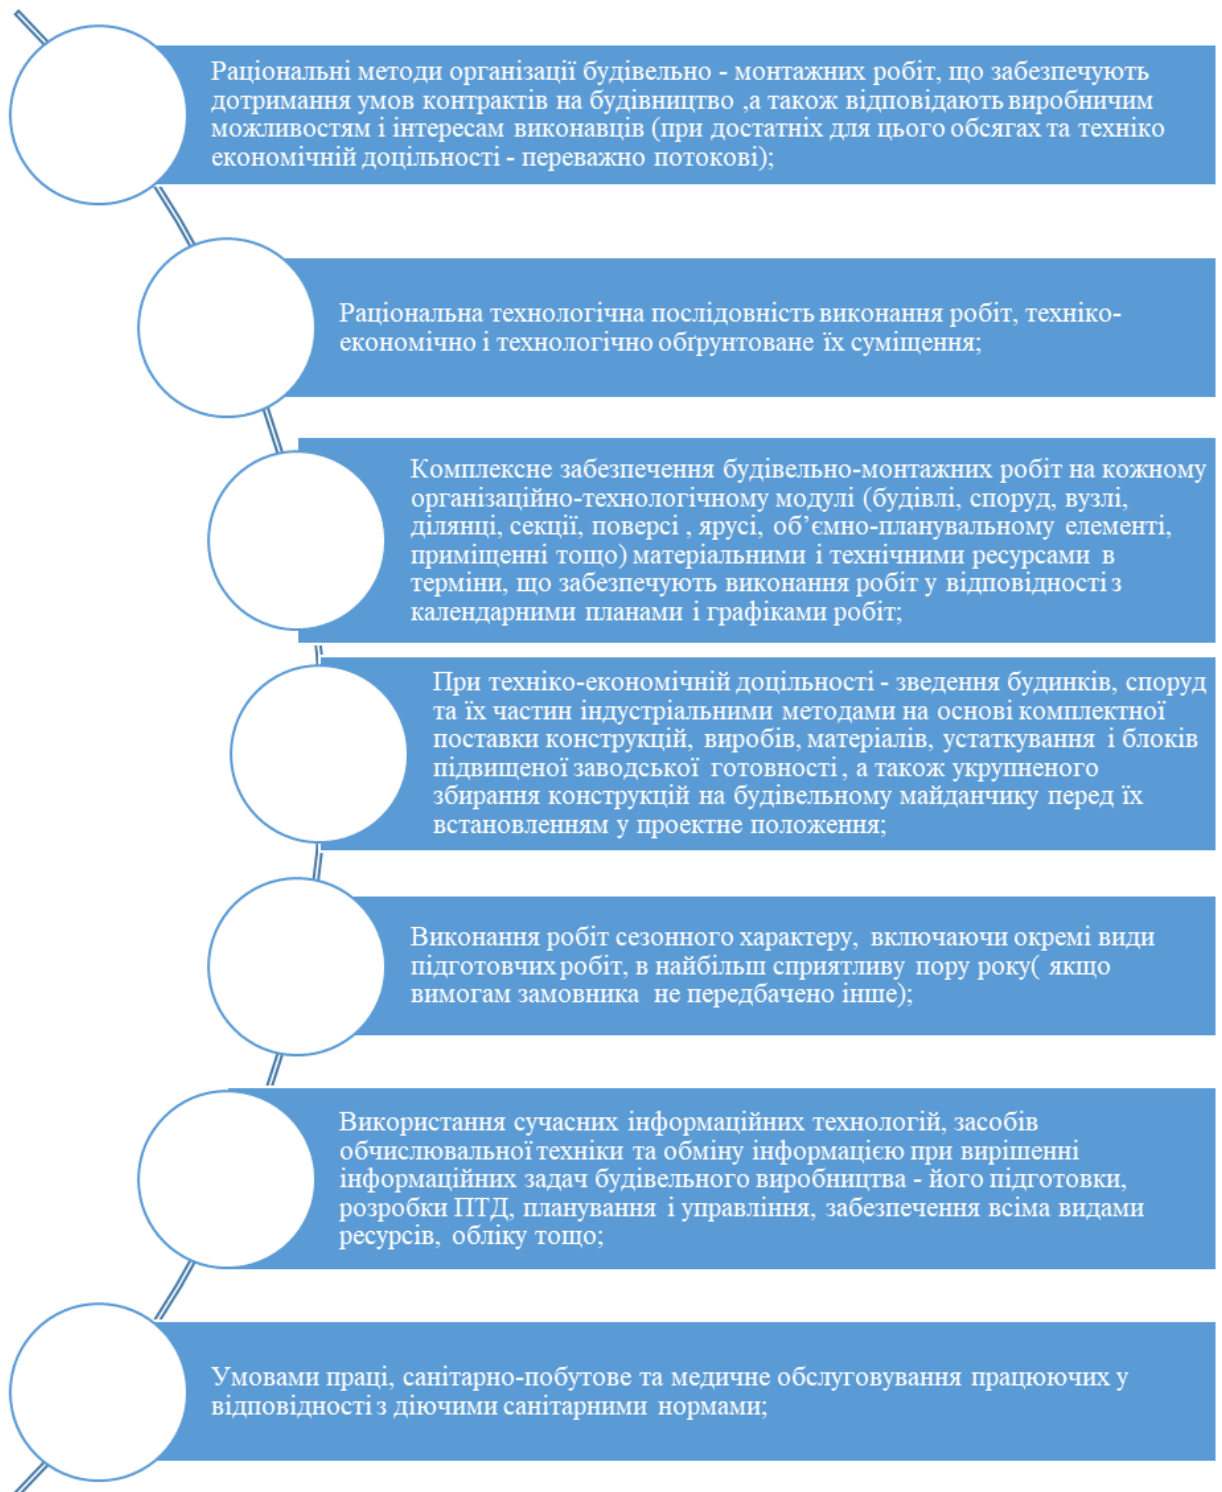 Раціональні методи організації будівельно - монтажних робіт, що забезпечують
дотримання умов контрактів на будівництво ,а також відповідають виробничим
можливостям і інтересам виконавців (при достатніх для цього обсягах та техніко
економічній доцільності - переважно потокові);
Раціональна технологічна послідовність виконання робіт, техніко-
економічно і технологічно обґрунтоване їх суміщення;
Комплексне забезпечення будівельно-монтажних робіт на кожному
організаційно-технологічному модулі (будівлі, споруд, вузлі,
ділянці, секції, поверсі , ярусі, об’ємно-планувальному елементі,
приміщенні тощо) матеріальними і технічними ресурсами в
терміни, що забезпечують виконання робіт у відповідності з
календарними планами і графіками робіт;
При техніко-економічній доцільності - зведення будинків, споруд
та їх частин індустріальними методами на основі комплектної
поставки конструкцій, виробів, матеріалів, устаткування і блоків
підвищеної заводської готовності , а також укрупненого
збирання конструкцій на будівельному майданчику перед їх
встановленням у проектне положення;
Виконання робіт сезонного характеру, включаючи окремі види
підготовчих робіт, в найбільш сприятливу пору року( якщо
вимогам замовника не передбачено інше);
Використання сучасних інформаційних технологій, засобів
обчислювальної техніки та обміну інформацією при вирішенні
інформаційних задач будівельного виробництва - його підготовки,
розробки ПТД, планування і управління, забезпечення всіма видами
ресурсів, обліку тощо;
Умовами праці, санітарно-побутове та медичне обслуговування працюючих у
відповідності з діючими санітарними нормами;